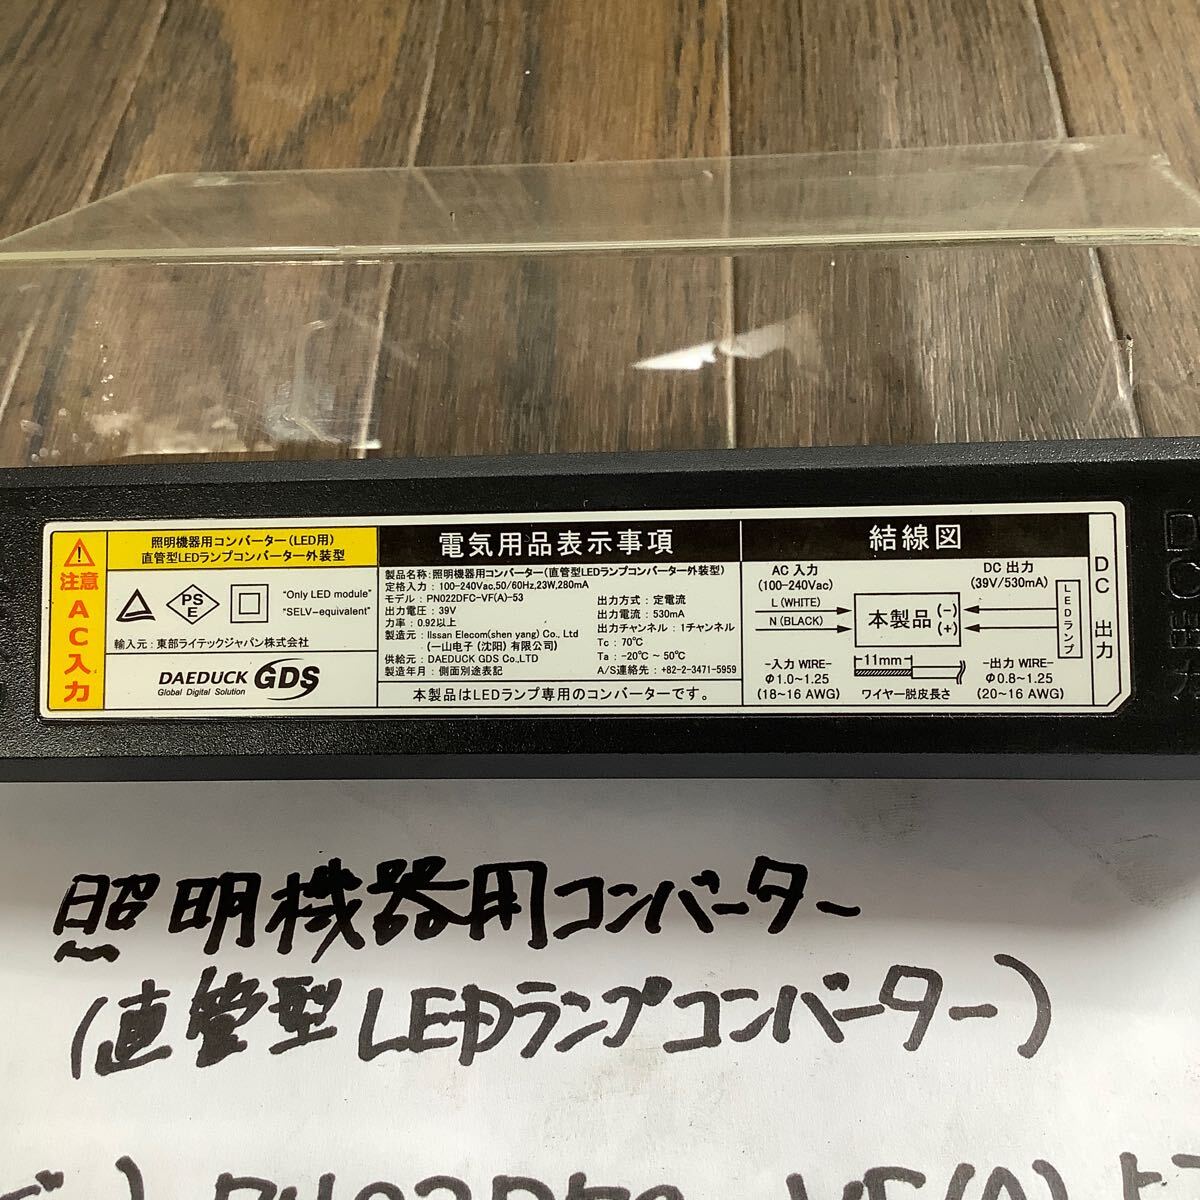 注意
AC入力
照明機器用コンバーター(LED用)
直管型LEDランプコンバーター外装型
PS
E
"Only LED module"
"SELV-equivalent"
輸入元：東部ライテックジャパン株式会社
DAEDUCK GDS
Global Digital Solution
電気用品表示事項
製品名称：照明機器用コンバーター(直管型LEDランプコンバーター外装型)
定格入力：100-240Vac,50/60Hz,23W,280mA
モデル：PN022DFC-VF(A)-53
出力電圧：39V
力率：0.92以上
製造元：Ilssan Elecom(shen yang) Co., Ltd
(一山电子(沈阳)有限公司)
供給元：DAEDUCK GDS Co.,LTD
製造年月：側面別途表記
出力方式：定電流
出力電流：530mA
出力チャンネル：1チャンネル
Tc：70℃
Ta：-20℃～50℃
A/S連絡先：+82-2-3471-5959
本製品はLEDランプ専用のコンバーターです。
結線図
AC 入力
(100-240Vac)
DC 出力
(39V/530mA)
L (WHITE)
N (BLACK)
本製品
(-)
(+)
LEDランプ
-入力 WIRE-
Φ1.0~1.25
(18~16 AWG)
11mm
ワイヤー脱皮長さ
-出力 WIRE-
Φ0.8~1.25
(20~16 AWG)
DC 出力
照明機器用コンバーター
(直管型LEDランプコンバーター)